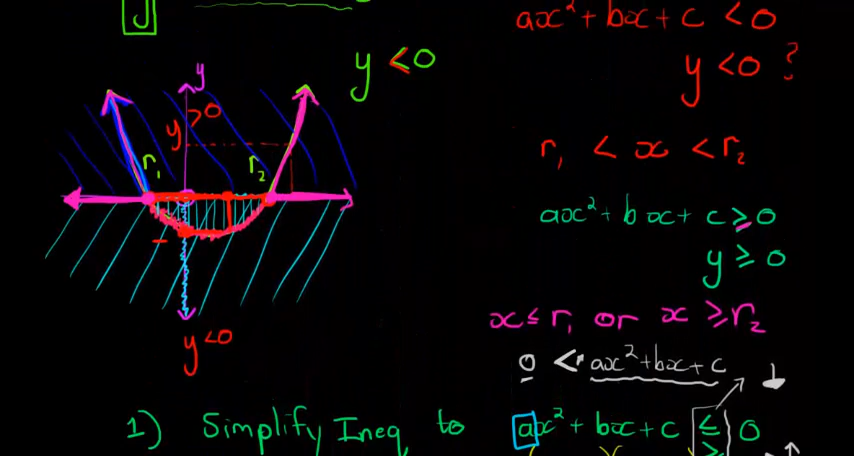 J
ax² + bx + c < 0
y < 0
y < 0 ?
y
y > 0
r₁ < x < r₂
r₁
r₂
ax² + bx + c ≥ 0
y ≥ 0
-
x ≤ r₁ or x ≥ r₂
y < 0
0 < ax² + bx + c
1) Simplify Ineq to ax² + bx + c ≤ 0
≥